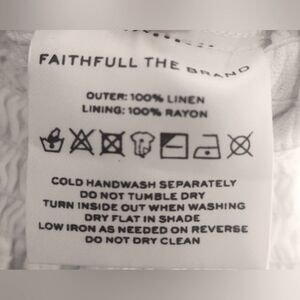 FAITHFULL THE BRAND
OUTER: 100% LINEN
LINING: 100% RAYON
COLD HANDWASH SEPARATELY
DO NOT TUMBLE DRY
TURN INSIDE OUT WHEN WASHING
DRY FLAT IN SHADE
LOW IRON AS NEEDED ON REVERSE
DO NOT DRY CLEAN